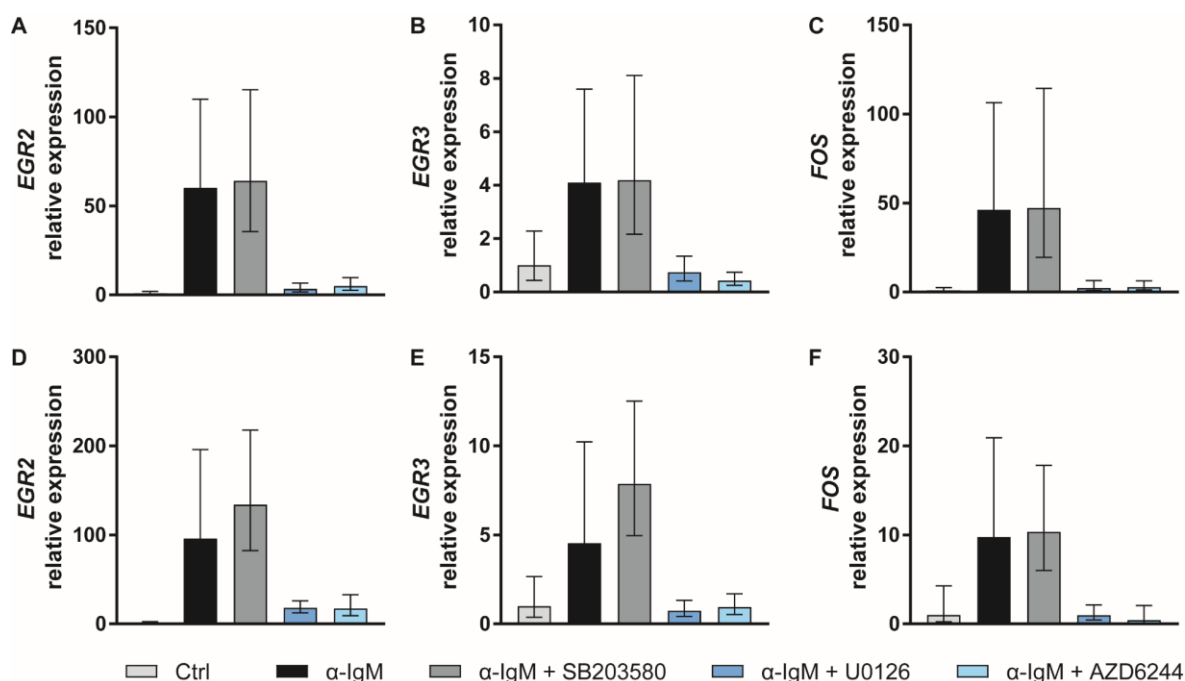 A
EGR2
relative expression
150
100
50
0
B
EGR3
relative expression
10
8
6
4
2
0
C
FOS
relative expression
150
100
50
0
D
EGR2
relative expression
300
200
100
0
E
EGR3
relative expression
15
10
5
0
F
FOS
relative expression
30
20
10
0
Ctrl α-IgM α-IgM + SB203580 α-IgM + U0126 α-IgM + AZD6244